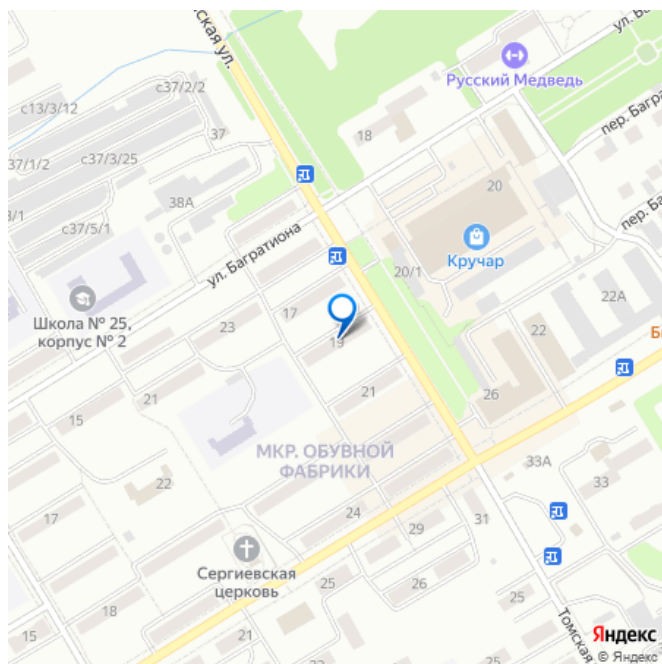 ская ул.
ул. Ба
с37/2/2
Русский Медведь
с13/3/12
37
18
пер. Багра
37/1/2
с37/3/25
20
38А
3/1
пер. Ба
с37/5/1
ул. Багратиона
Кручар
20/1
22А
Школа № 25,
корпус № 2
17
23
22
Б
19
21
21
26
15
МКР. ОБУВНОЙ
ФАБРИКИ
33А
33
22
17
24
31
29
Сергиевская
церковь
25
26
25
18
15
21
22
Томская
Яндекс
© Яндекс